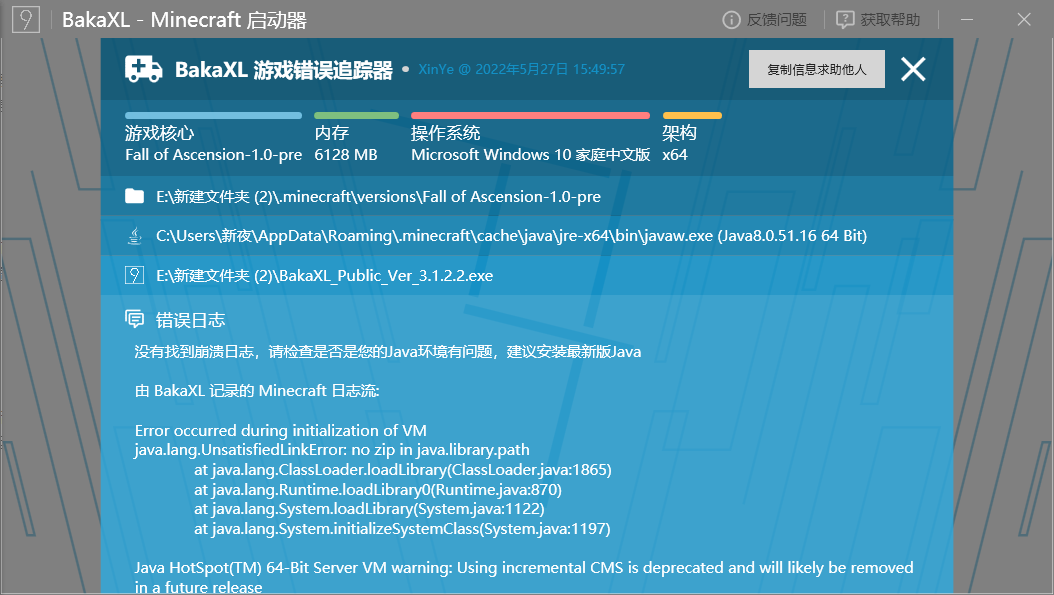 BakaXL - Minecraft 启动器
反馈问题
获取帮助
BakaXL 游戏错误追踪器 • XinYe @ 2022年5月27日 15:49:57
复制信息求助他人
游戏核心 内存 操作系统 架构
Fall of Ascension-1.0-pre 6128 MB Microsoft Windows 10 家庭中文版 x64
E:\新建文件夹 (2)\.minecraft\versions\Fall of Ascension-1.0-pre
C:\Users\新夜\AppData\Roaming\.minecraft\cache\java\jre-x64\bin\javaw.exe (Java8.0.51.16 64 Bit)
E:\新建文件夹 (2)\BakaXL_Public_Ver_3.1.2.2.exe
错误日志
没有找到崩溃日志，请检查是否是您的Java环境有问题，建议安装最新版Java
由 BakaXL 记录的 Minecraft 日志流:
Error occurred during initialization of VM
java.lang.UnsatisfiedLinkError: no zip in java.library.path
at java.lang.ClassLoader.loadLibrary(ClassLoader.java:1865)
at java.lang.Runtime.loadLibrary0(Runtime.java:870)
at java.lang.System.loadLibrary(System.java:1122)
at java.lang.System.initializeSystemClass(System.java:1197)
Java HotSpot(TM) 64-Bit Server VM warning: Using incremental CMS is deprecated and will likely be removed
in a future release